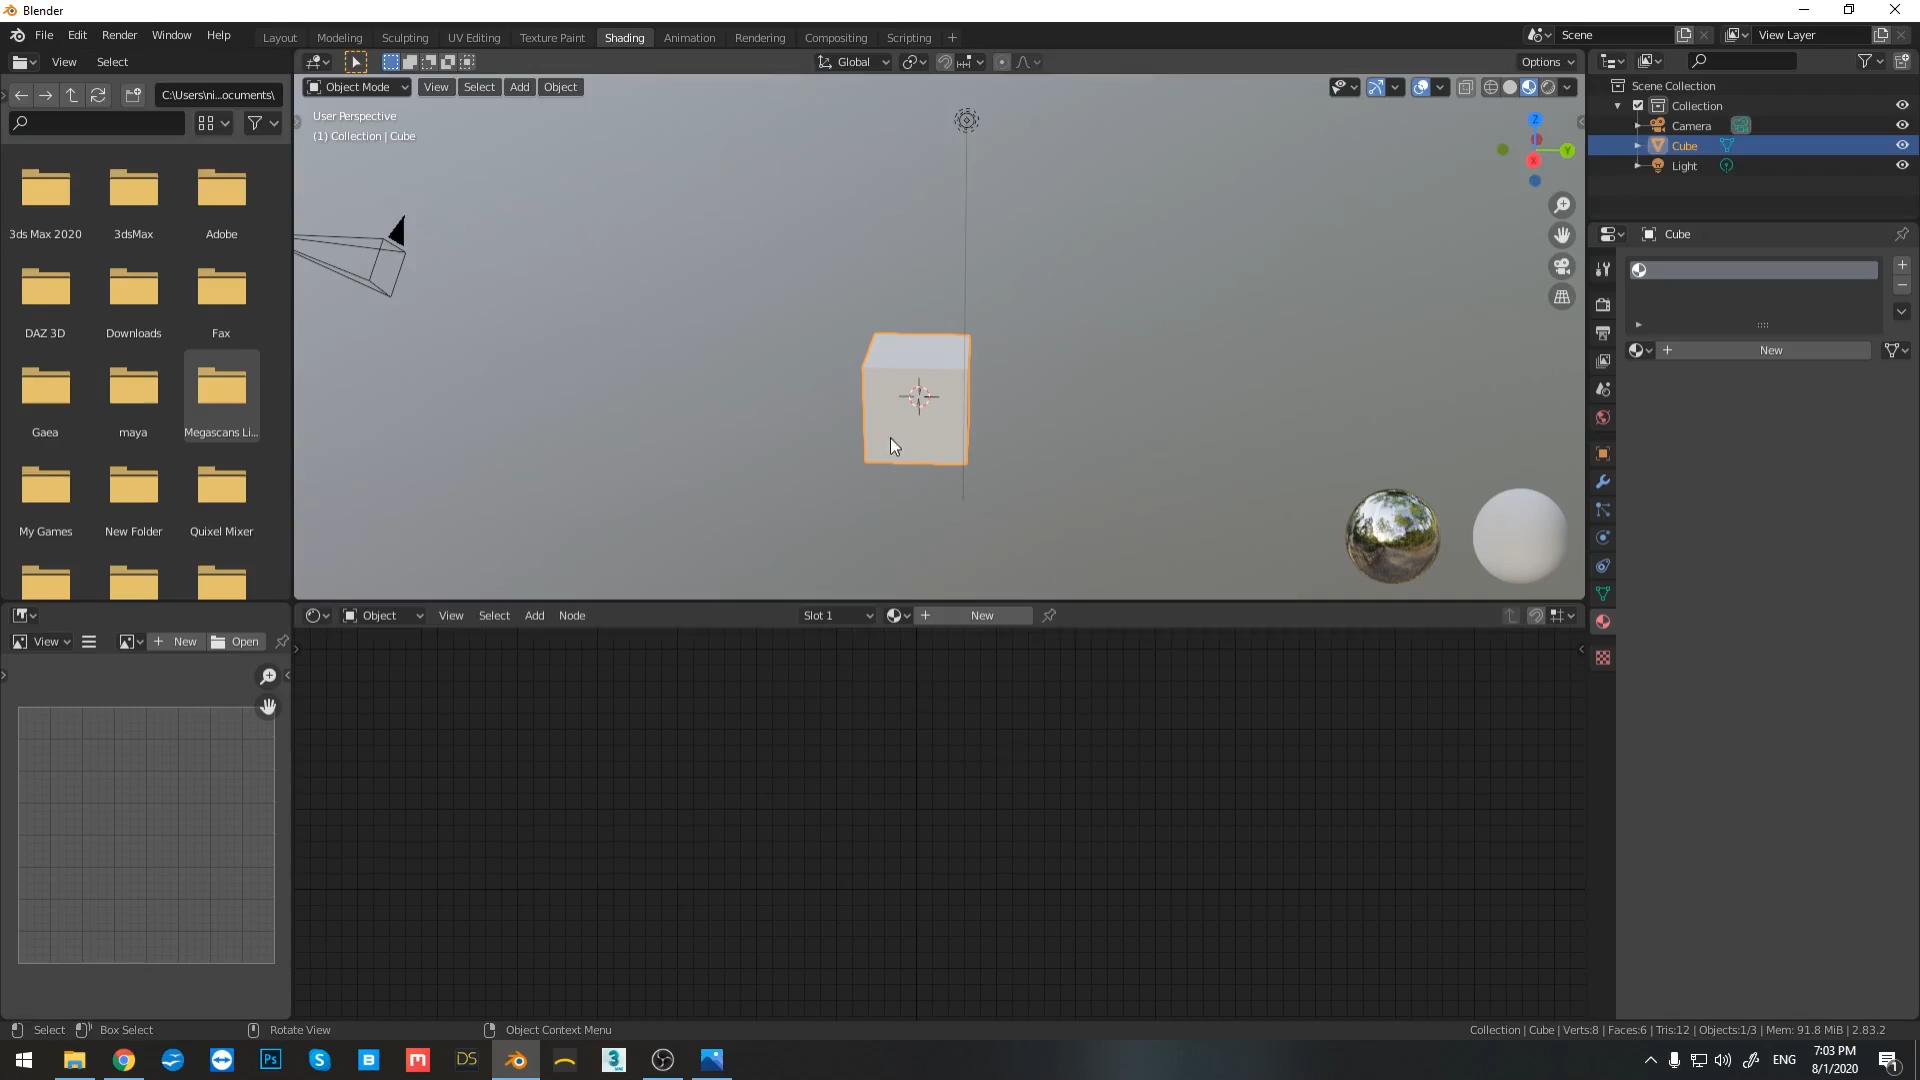 Blender
File Edit Render Window Help
Layout Modeling Sculpting UV Editing Texture Paint Shading Animation Rendering Compositing Scripting
Scene
View Layer
View Select
Global
Options
C:\Users\ni...ocuments\
Object Mode View Select Add Object
User Perspective
(1) Collection | Cube
Z
Y
X
Scene Collection
Collection
Camera
Cube
Light
Cube
New
3ds Max 2020 3dsMax Adobe
DAZ 3D Downloads Fax
Gaea maya Megascans Li...
My Games New Folder Quixel Mixer
Object View Select Add Node Slot 1 New
View New Open
Select Box Select Rotate View Object Context Menu
Collection | Cube | Verts:8 | Faces:6 | Tris:12 | Objects:1/3 | Mem: 91.8 MiB | 2.83.2
Ps S B M DS 3
ENG
7:03 PM
8/1/2020
1